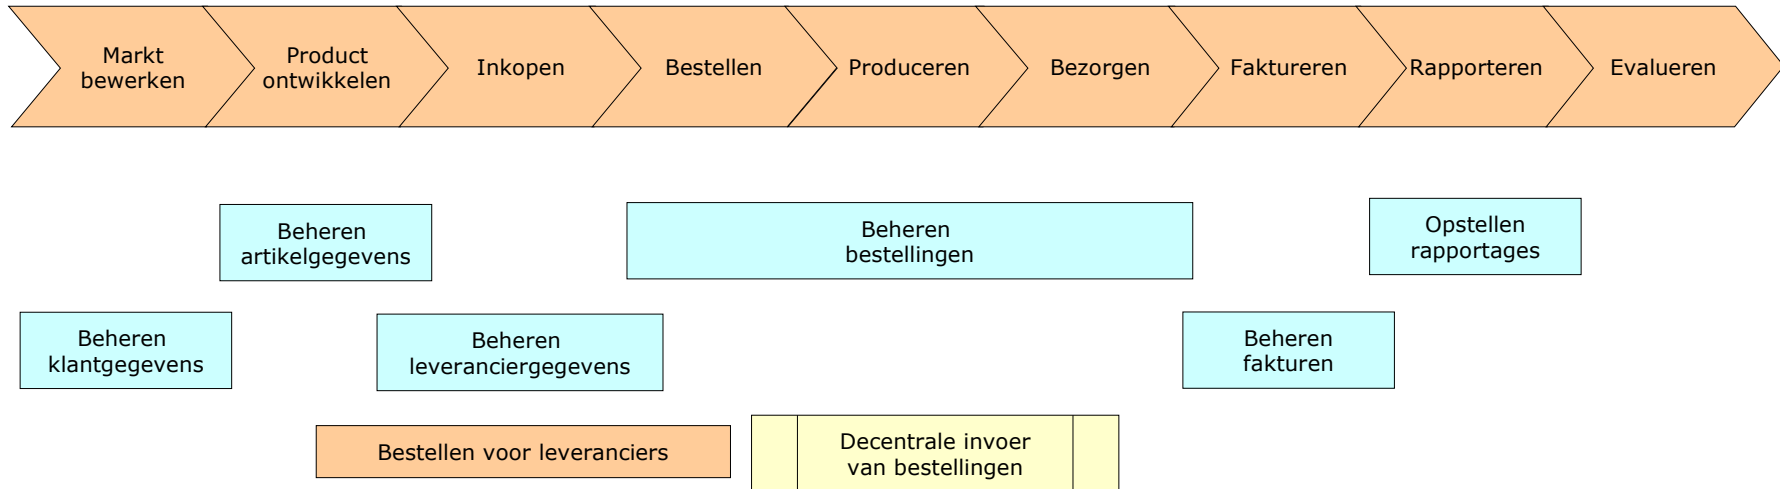 Markt
bewerken
Product
ontwikkelen
Inkopen
Bestellen
Produceren
Bezorgen
Faktureren
Rapporteren
Evalueren
Beheren
artikelgegevens
Beheren
bestellingen
Opstellen
rapportages
Beheren
klantgegevens
Beheren
leveranciergegevens
Beheren
fakturen
Bestellen voor leveranciers
Decentrale invoer
van bestellingen